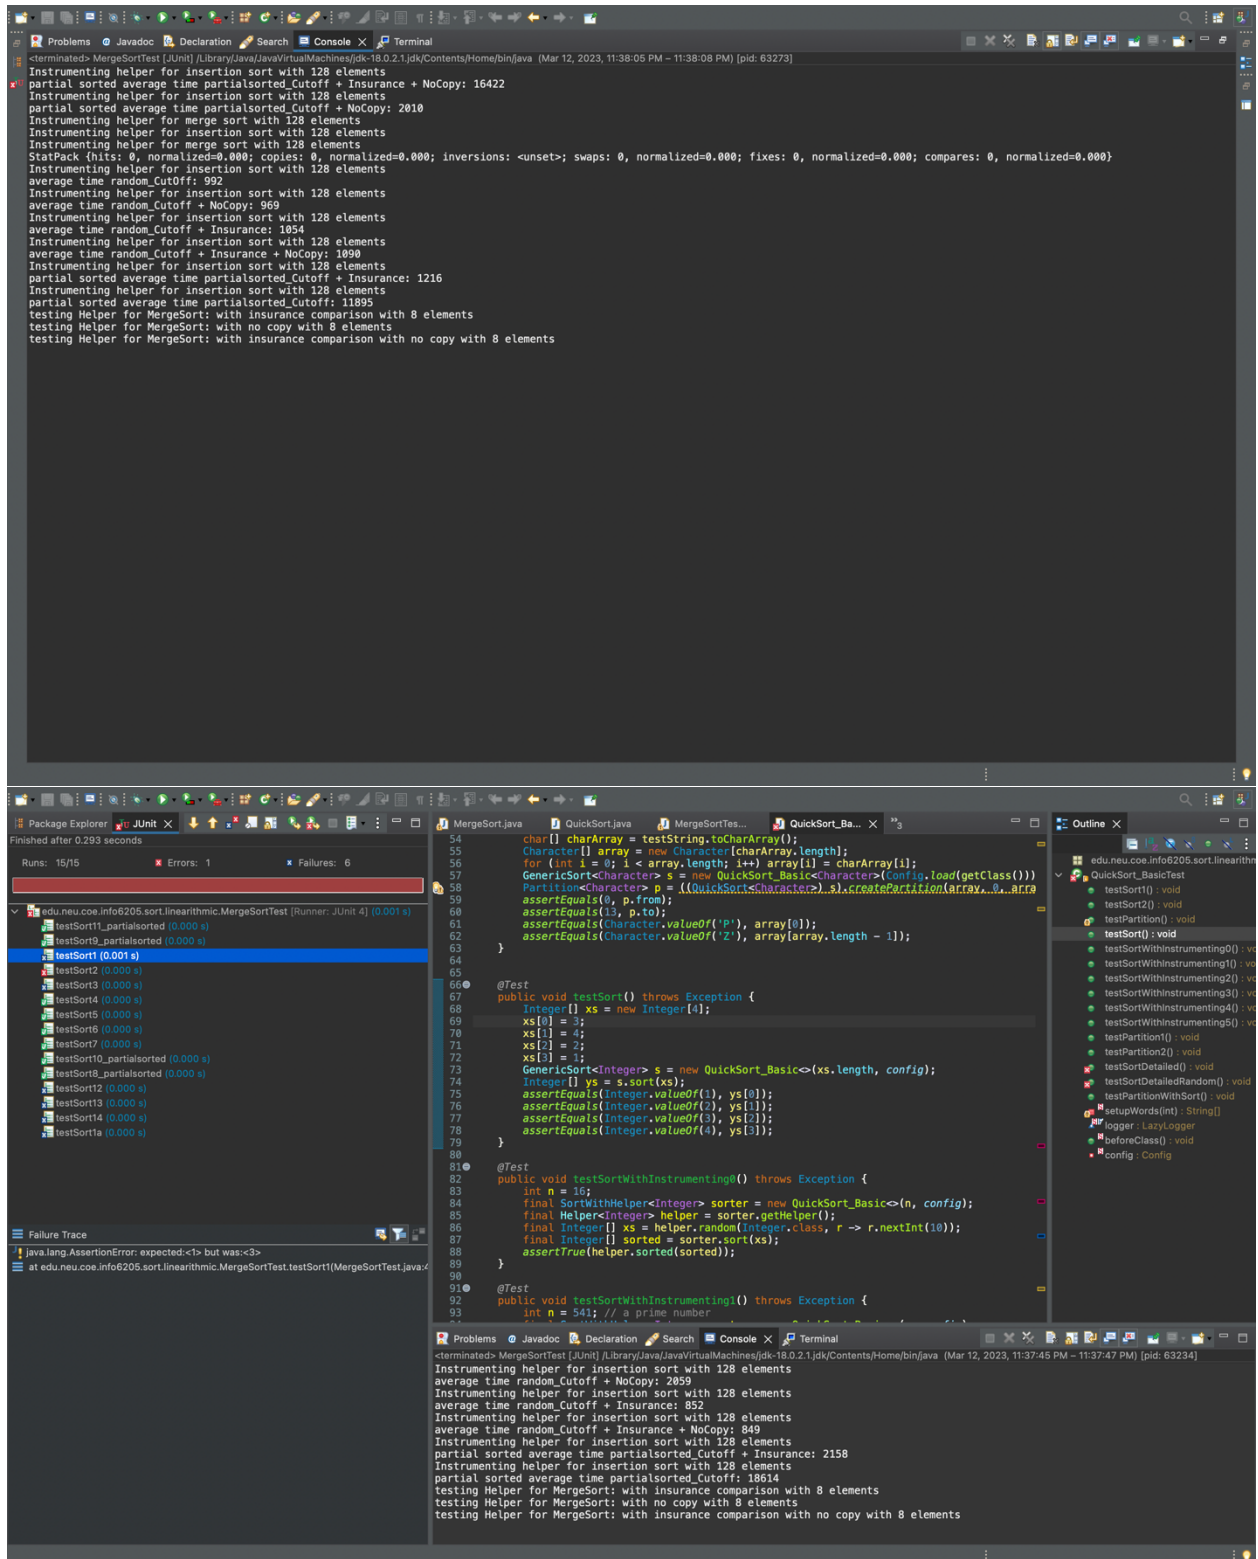 Problems Javadoc Declaration Search Console Terminal
<terminated> MergeSortTest [JUnit] /Library/Java/JavaVirtualMachines/jdk-18.0.2.1.jdk/Contents/Home/bin/java (Mar 12, 2023, 11:38:05 PM – 11:38:08 PM) [pid: 63273]
Instrumenting helper for insertion sort with 128 elements
partial sorted average time partialsorted_Cutoff + Insurance + NoCopy: 16422
Instrumenting helper for insertion sort with 128 elements
partial sorted average time partialsorted_Cutoff + NoCopy: 2010
Instrumenting helper for merge sort with 128 elements
Instrumenting helper for insertion sort with 128 elements
Instrumenting helper for merge sort with 128 elements
StatPack {hits: 0, normalized=0.000; copies: 0, normalized=0.000; inversions: <unset>; swaps: 0, normalized=0.000; fixes: 0, normalized=0.000; compares: 0, normalized=0.000}
Instrumenting helper for insertion sort with 128 elements
average time random_CutOff: 992
Instrumenting helper for insertion sort with 128 elements
average time random_Cutoff + NoCopy: 969
Instrumenting helper for insertion sort with 128 elements
average time random_Cutoff + Insurance: 1054
Instrumenting helper for insertion sort with 128 elements
average time random_Cutoff + Insurance + NoCopy: 1090
Instrumenting helper for insertion sort with 128 elements
partial sorted average time partialsorted_Cutoff + Insurance: 1216
Instrumenting helper for insertion sort with 128 elements
partial sorted average time partialsorted_Cutoff: 11895
testing Helper for MergeSort: with insurance comparison with 8 elements
testing Helper for MergeSort: with no copy with 8 elements
testing Helper for MergeSort: with insurance comparison with no copy with 8 elements
Package Explorer JUnit
Finished after 0.293 seconds
Runs: 15/15 Errors: 1 Failures: 6
edu.neu.coe.info6205.sort.linearithmic.MergeSortTest [Runner: JUnit 4] (0.001 s)
testSort11_partialsorted (0.000 s)
testSort9_partialsorted (0.000 s)
testSort1 (0.001 s)
testSort2 (0.000 s)
testSort3 (0.000 s)
testSort4 (0.000 s)
testSort5 (0.000 s)
testSort6 (0.000 s)
testSort7 (0.000 s)
testSort10_partialsorted (0.000 s)
testSort8_partialsorted (0.000 s)
testSort12 (0.000 s)
testSort13 (0.000 s)
testSort14 (0.000 s)
testSort1a (0.000 s)
Failure Trace
java.lang.AssertionError: expected:<1> but was:<3>
at edu.neu.coe.info6205.sort.linearithmic.MergeSortTest.testSort1(MergeSortTest.java:4
MergeSort.java QuickSort.java MergeSortTes... QuickSort_Ba... 3
54 char[] charArray = testString.toCharArray();
55 Character[] array = new Character[charArray.length];
56 for (int i = 0; i < array.length; i++) array[i] = charArray[i];
57 GenericSort<Character> s = new QuickSort_Basic<Character>(Config.load(getClass()))
58 Partition<Character> p = ((QuickSort<Character>) s).createPartition(array, 0, arra
59 assertEquals(0, p.from);
60 assertEquals(13, p.to);
61 assertEquals(Character.valueOf('P'), array[0]);
62 assertEquals(Character.valueOf('Z'), array[array.length - 1]);
63 }
64
65
66 @Test
67 public void testSort() throws Exception {
68 Integer[] xs = new Integer[4];
69 xs[0] = 3;
70 xs[1] = 4;
71 xs[2] = 2;
72 xs[3] = 1;
73 GenericSort<Integer> s = new QuickSort_Basic<>(xs.length, config);
74 Integer[] ys = s.sort(xs);
75 assertEquals(Integer.valueOf(1), ys[0]);
76 assertEquals(Integer.valueOf(2), ys[1]);
77 assertEquals(Integer.valueOf(3), ys[2]);
78 assertEquals(Integer.valueOf(4), ys[3]);
79 }
80
81 @Test
82 public void testSortWithInstrumenting0() throws Exception {
83 int n = 16;
84 final SortWithHelper<Integer> sorter = new QuickSort_Basic<>(n, config);
85 final Helper<Integer> helper = sorter.getHelper();
86 final Integer[] xs = helper.random(Integer.class, r -> r.nextInt(10));
87 final Integer[] sorted = sorter.sort(xs);
88 assertTrue(helper.sorted(sorted));
89 }
90
91 @Test
92 public void testSortWithInstrumenting1() throws Exception {
93 int n = 541; // a prime number
Outline
edu.neu.coe.info6205.sort.linearithm
QuickSort_BasicTest
testSort1() : void
testSort2() : void
testPartition() : void
testSort() : void
testSortWithInstrumenting0() : vo
testSortWithInstrumenting1() : vo
testSortWithInstrumenting2() : vo
testSortWithInstrumenting3() : vo
testSortWithInstrumenting4() : vo
testSortWithInstrumenting5() : vo
testPartition1() : void
testPartition2() : void
testSortDetailed() : void
testSortDetailedRandom() : void
testPartitionWithSort() : void
setupWords(int) : String[]
logger : LazyLogger
beforeClass() : void
config : Config
Problems Javadoc Declaration Search Console Terminal
<terminated> MergeSortTest [JUnit] /Library/Java/JavaVirtualMachines/jdk-18.0.2.1.jdk/Contents/Home/bin/java (Mar 12, 2023, 11:37:45 PM – 11:37:47 PM) [pid: 63234]
Instrumenting helper for insertion sort with 128 elements
average time random_Cutoff + NoCopy: 2059
Instrumenting helper for insertion sort with 128 elements
average time random_Cutoff + Insurance: 852
Instrumenting helper for insertion sort with 128 elements
average time random_Cutoff + Insurance + NoCopy: 849
Instrumenting helper for insertion sort with 128 elements
partial sorted average time partialsorted_Cutoff + Insurance: 2158
Instrumenting helper for insertion sort with 128 elements
partial sorted average time partialsorted_Cutoff: 18614
testing Helper for MergeSort: with insurance comparison with 8 elements
testing Helper for MergeSort: with no copy with 8 elements
testing Helper for MergeSort: with insurance comparison with no copy with 8 elements